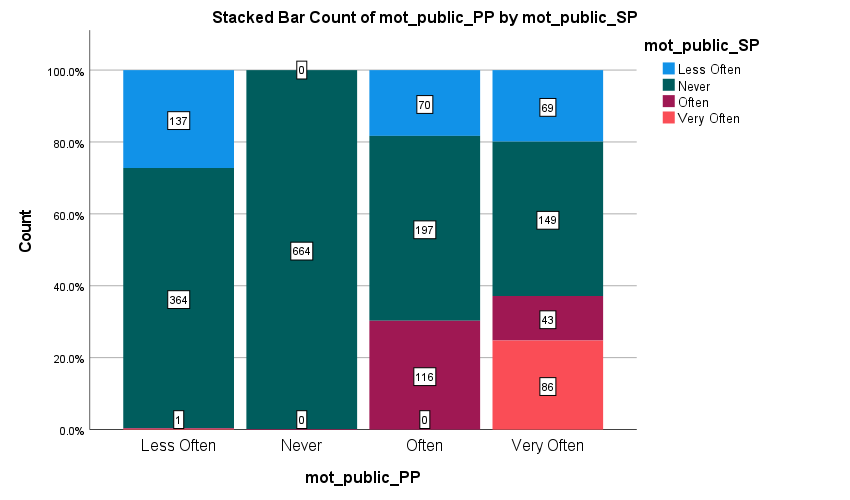 Stacked Bar Count of mot_public_PP by mot_public_SP
mot_public_SP
Less Often
Never
Often
Very Often
Count
100.0%
80.0%
60.0%
40.0%
20.0%
0.0%
137
364
1
0
664
0
70
197
116
0
69
149
43
86
Less Often
Never
Often
Very Often
mot_public_PP